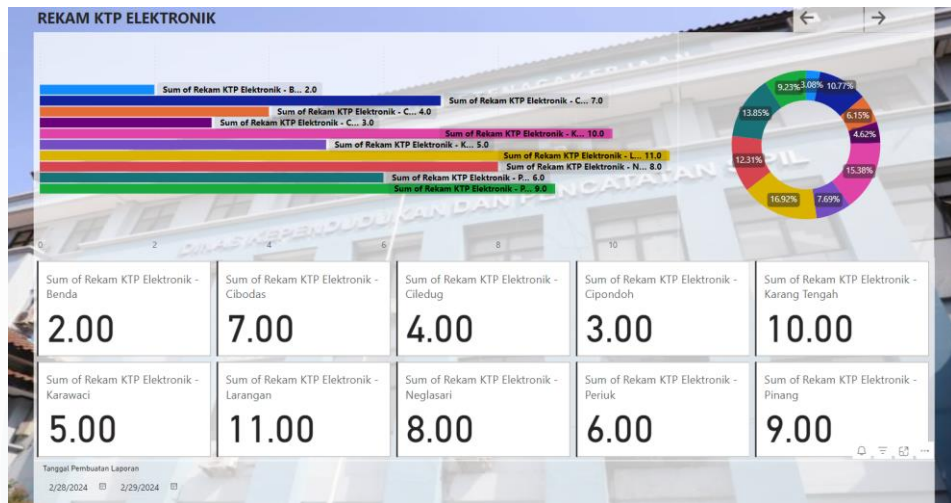 REKAM KTP ELEKTRONIK
Sum of Rekam KTP Elektronik - B... 2.0
Sum of Rekam KTP Elektronik - C... 7.0
Sum of Rekam KTP Elektronik - C... 4.0
Sum of Rekam KTP Elektronik - C... 3.0
Sum of Rekam KTP Elektronik - K... 10.0
Sum of Rekam KTP Elektronik - K... 5.0
Sum of Rekam KTP Elektronik - L... 11.0
Sum of Rekam KTP Elektronik - N... 8.0
Sum of Rekam KTP Elektronik - P... 6.0
Sum of Rekam KTP Elektronik - P... 9.0
0 2 4 6 8 10
9.23% 3.08% 10.77%
13.85% 6.15%
4.62%
12.31% 15.38%
16.92% 7.69%
DINAS KEPENDUDUKAN DAN PENCATATAN SIPIL
Sum of Rekam KTP Elektronik -
Benda
2.00
Sum of Rekam KTP Elektronik -
Cibodas
7.00
Sum of Rekam KTP Elektronik -
Ciledug
4.00
Sum of Rekam KTP Elektronik -
Cipondoh
3.00
Sum of Rekam KTP Elektronik -
Karang Tengah
10.00
Sum of Rekam KTP Elektronik -
Karawaci
5.00
Sum of Rekam KTP Elektronik -
Larangan
11.00
Sum of Rekam KTP Elektronik -
Neglasari
8.00
Sum of Rekam KTP Elektronik -
Periuk
6.00
Sum of Rekam KTP Elektronik -
Pinang
9.00
Tanggal Pembuatan Laporan
2/28/2024 2/29/2024